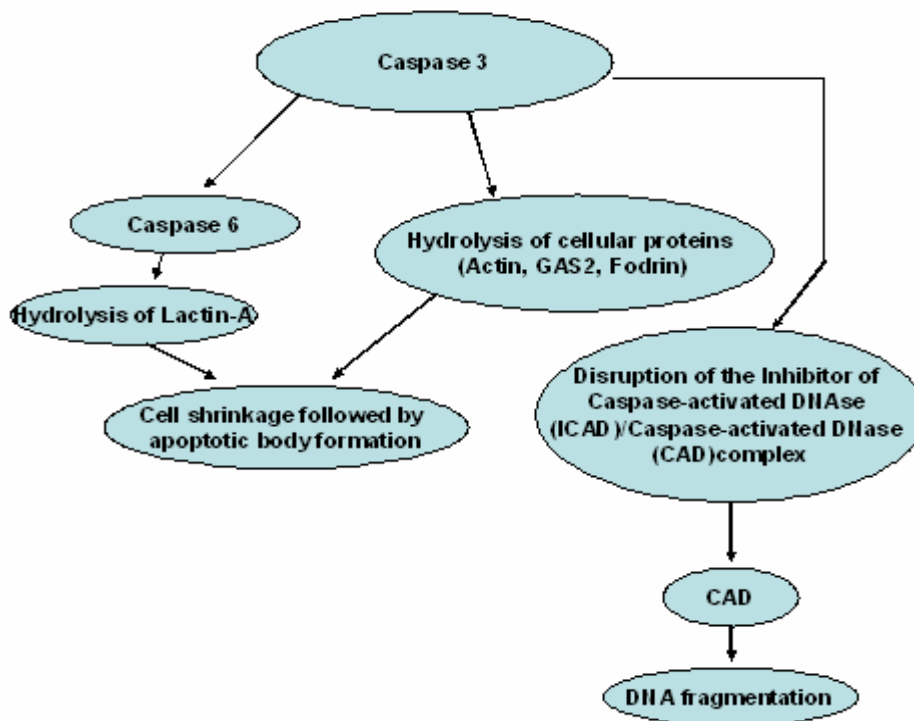 Caspase 3
Caspase 6
Hydrolysis of cellular proteins
(Actin, GAS2, Fodrin)
Hydrolysis of Lactin-A
Cell shrinkage followed by
apoptotic body formation
Disruption of the Inhibitor of
Caspase-activated DNAse
(ICAD)/Caspase-activated DNase
(CAD)complex
CAD
DNA fragmentation